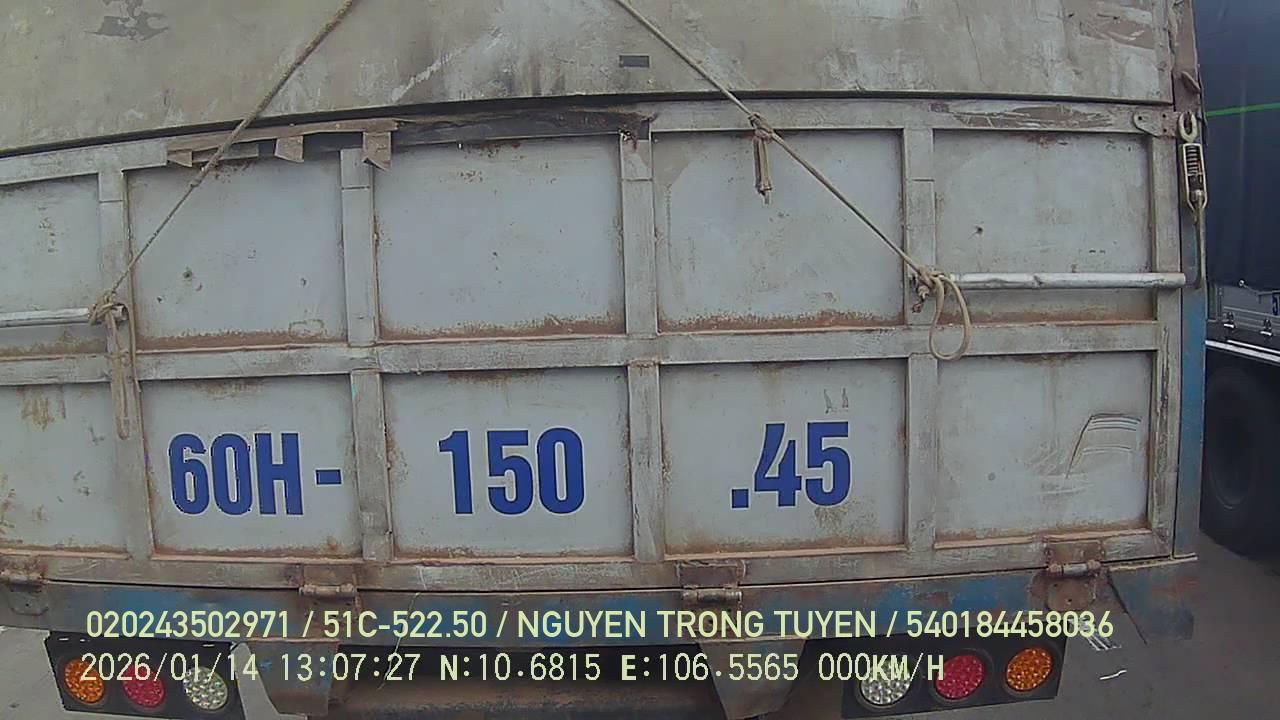 60H- 150 .45
020243502971 / 51C-522.50 / NGUYEN TRONG TUYEN / 540184458036
2026/01/14 13:07:27 N:10.6815 E:106.5565 000KM/H